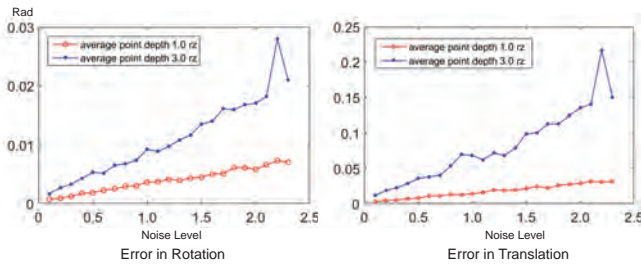 Rad
0.03
0.02
0.01
0
0
0.5
1.0
1.5
2.0
2.5
average point depth 1.0 rz
average point depth 3.0 rz
Noise Level
Error in Rotation
0.25
0.2
0.15
0.1
0.05
0
0
0.5
1.0
1.5
2.0
2.5
average point depth 1.0 rz
average point depth 3.0 rz
Noise Level
Error in Translation